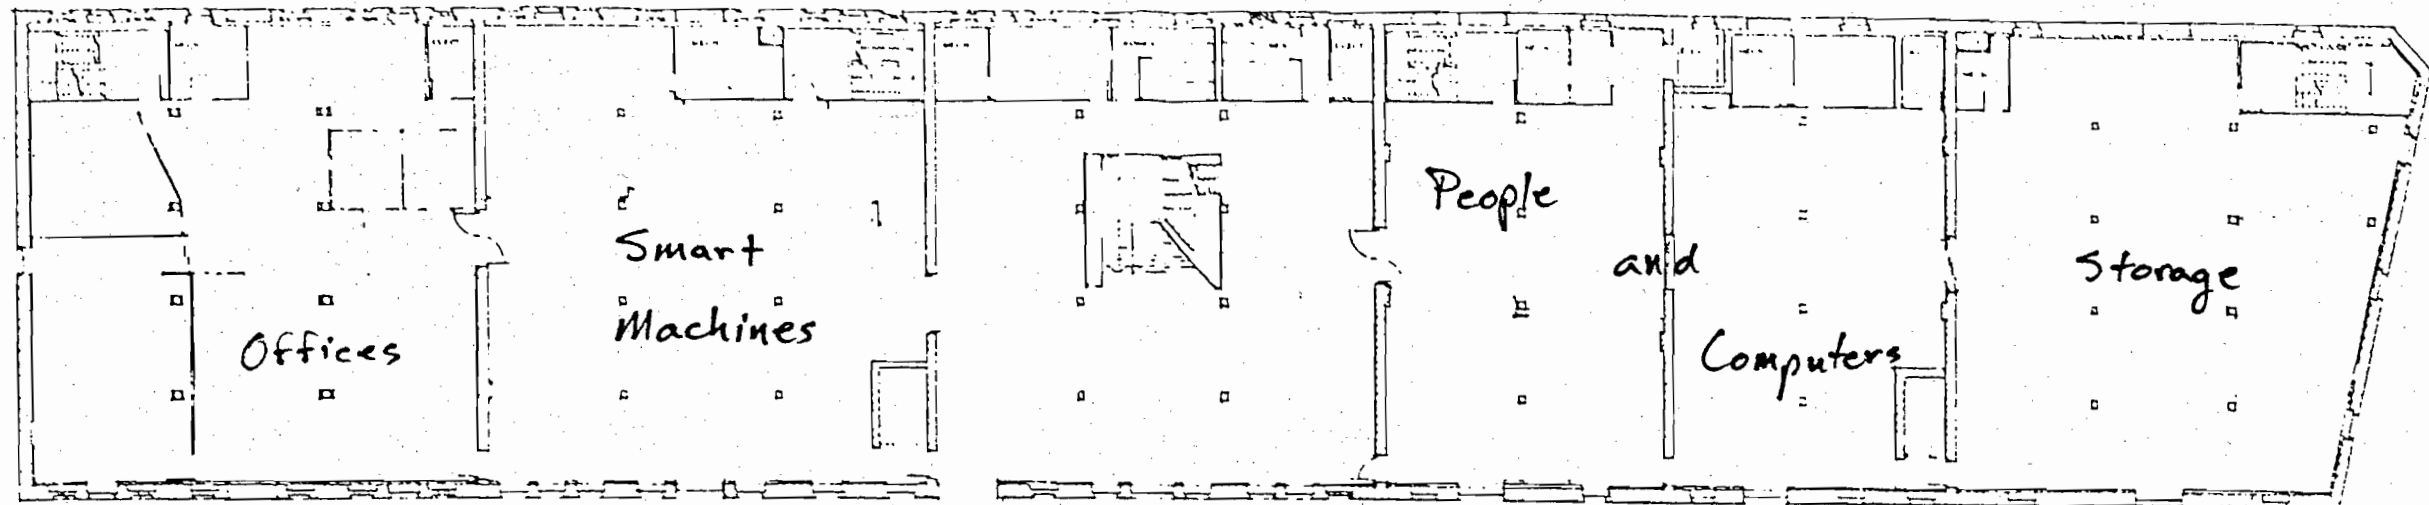 Offices
Smart
Machines
People
and
Computers
Storage